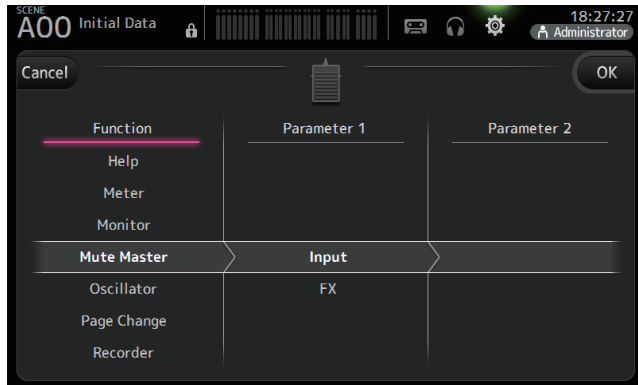 SCENE
A00 Initial Data
18:27:27
Administrator
Cancel
OK
Function Parameter 1 Parameter 2
Help
Meter
Monitor
Mute Master Input
Oscillator FX
Page Change
Recorder